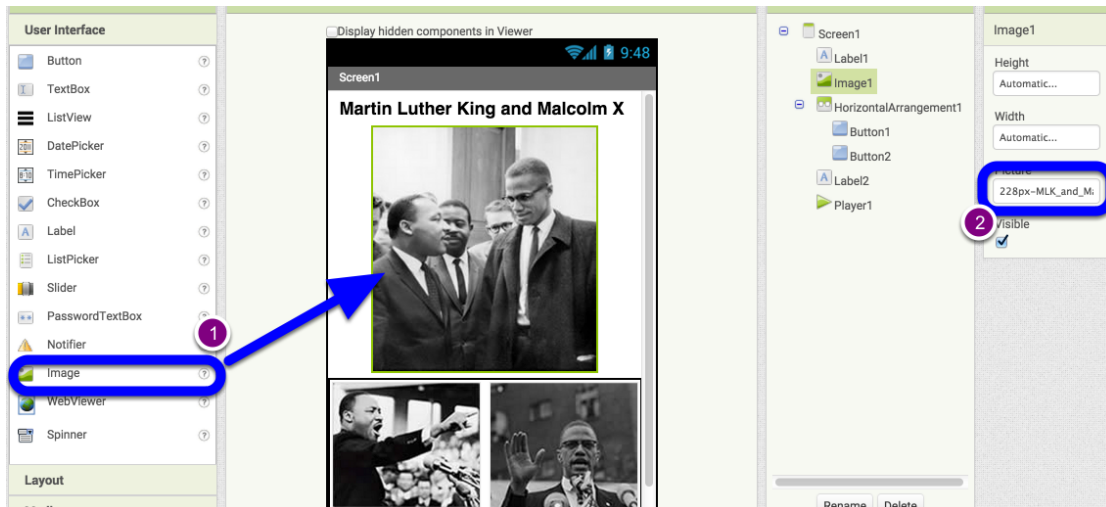 User Interface
Button
TextBox
ListView
DatePicker
TimePicker
CheckBox
Label
ListPicker
Slider
PasswordTextBox
Notifier
Image
WebViewer
Spinner
Layout
1
Display hidden components in Viewer
9:48
Screen1
Martin Luther King and Malcolm X
Screen1
Label1
Image1
HorizontalArrangement1
Button1
Button2
Label2
Player1
Rename Delete
Image1
Height
Automatic...
Width
Automatic...
Picture
228px-MLK_and_Ma
2
Visible